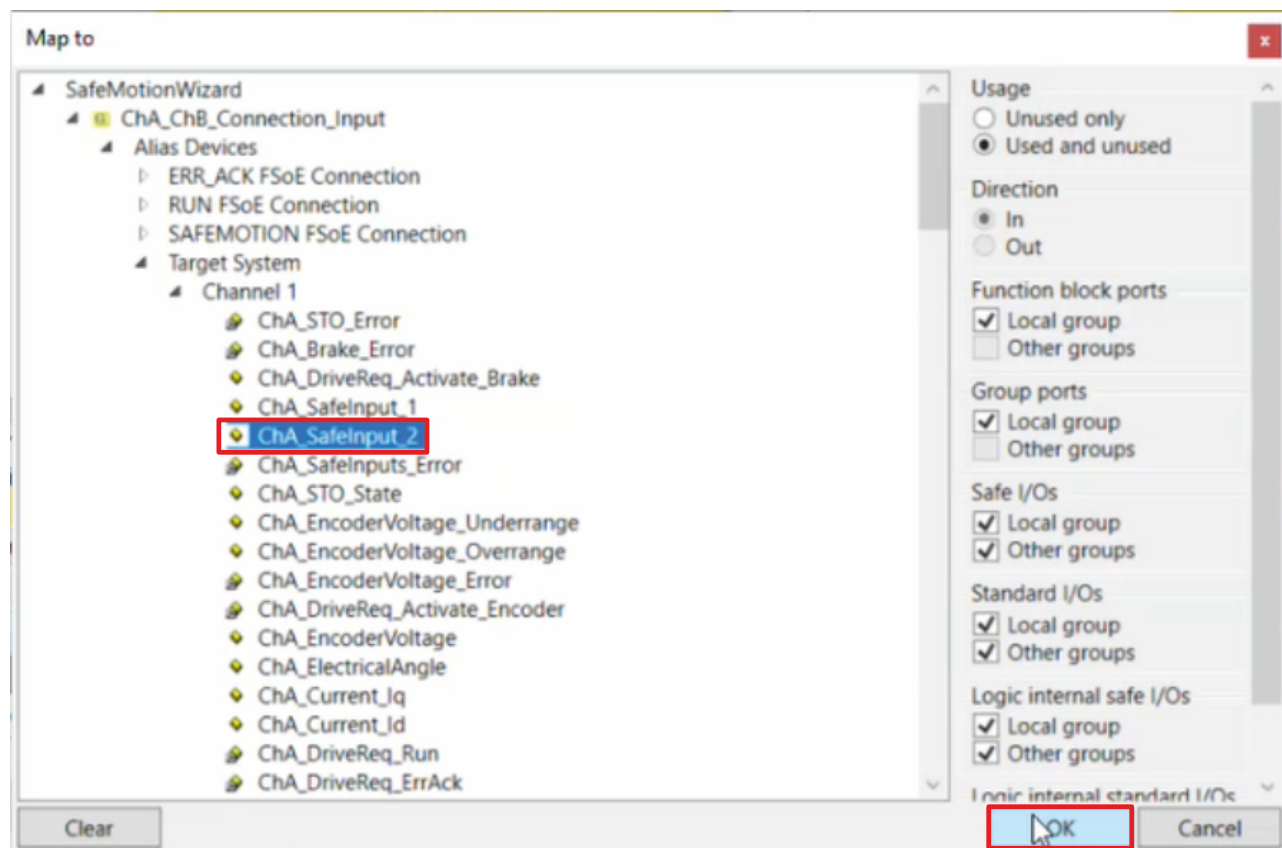 Map to
x
SafeMotionWizard
G
ChA_ChB_Connection_Input
Alias Devices
ERR_ACK FSoE Connection
RUN FSoE Connection
SAFEMOTION FSoE Connection
Target System
Channel 1
ChA_STO_Error
ChA_Brake_Error
ChA_DriveReq_Activate_Brake
ChA_SafeInput_1
ChA_SafeInput_2
ChA_SafeInputs_Error
ChA_STO_State
ChA_EncoderVoltage_Underrange
ChA_EncoderVoltage_Overrange
ChA_EncoderVoltage_Error
ChA_DriveReq_Activate_Encoder
ChA_EncoderVoltage
ChA_ElectricalAngle
ChA_Current_Iq
ChA_Current_Id
ChA_DriveReq_Run
ChA_DriveReq_ErrAck
Usage
Unused only
Used and unused
Direction
In
Out
Function block ports
Local group
Other groups
Group ports
Local group
Other groups
Safe I/Os
Local group
Other groups
Standard I/Os
Local group
Other groups
Logic internal safe I/Os
Local group
Other groups
Logic internal standard I/Os
Clear
OK
Cancel